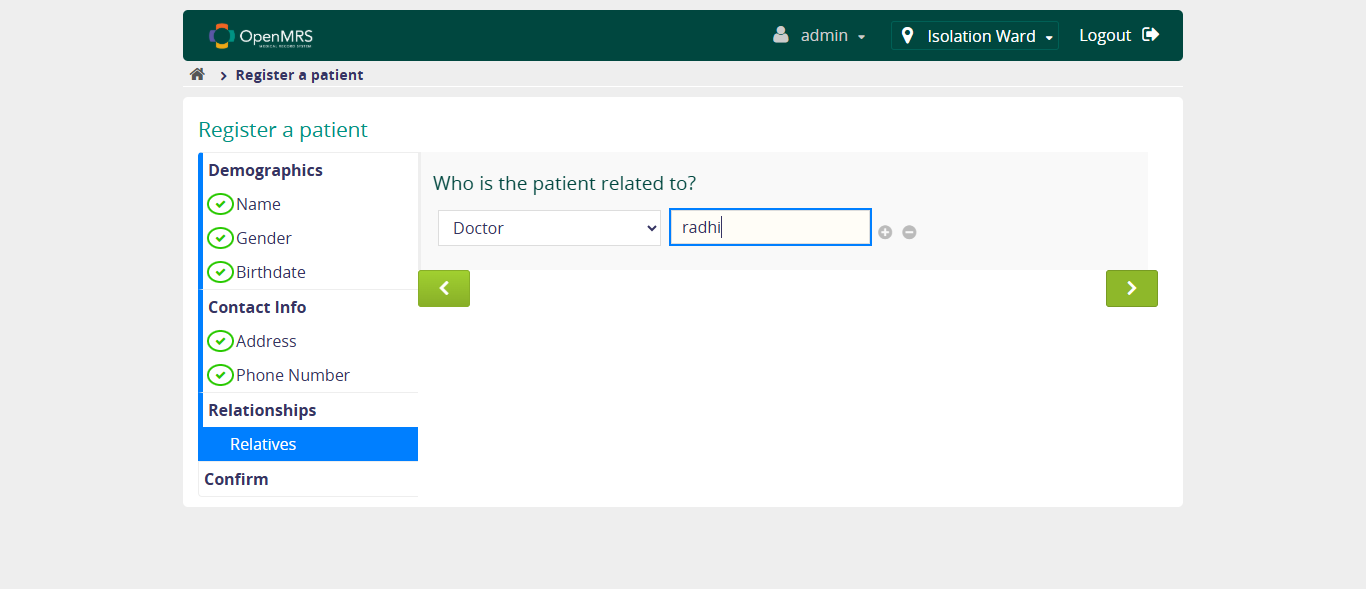 OpenMRS
MEDICAL RECORD SYSTEM
admin
Isolation Ward
Logout
Register a patient
Register a patient
Demographics
Name
Gender
Birthdate
Contact Info
Address
Phone Number
Relationships
Relatives
Confirm
Who is the patient related to?
Doctor
radhi